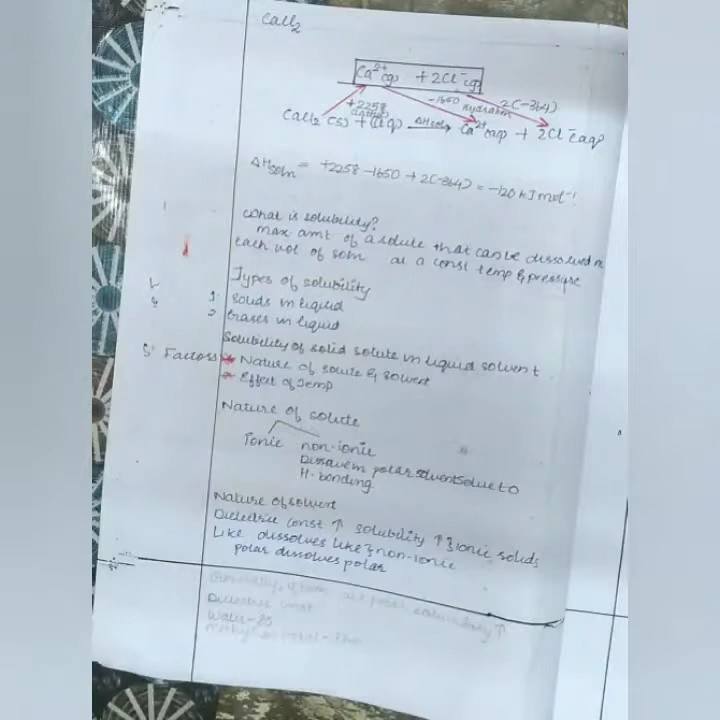 CaCl2
Ca2+(g) + 2Cl-(g)
+2258 -1650 hydration 2(-364)
CaCl2 (s) + (aq) ΔHsoln Ca2+(aq) + 2Cl-(aq)
ΔHsoln = +2258 -1650 + 2(-364) = -120 kJ mol-1
What is solubility?
max amt of a solute that can be dissolved in
each vol of soln at a const temp & pressure
Types of solubility
1 Solids in liquid
2 Gases in liquid
Solubility of solid solute in liquid solvent
Factors * Nature of solute & solvent
* Effect of Temp
Nature of solute
Ionic non-ionic
Dissolve in polar solvents due to
H-bonding.
Nature of solvent
Dielectric const ↑ solubility ↑ } ionic solids
Like dissolves like } non-ionic
polar dissolves polar
Dielectric const
Water-80